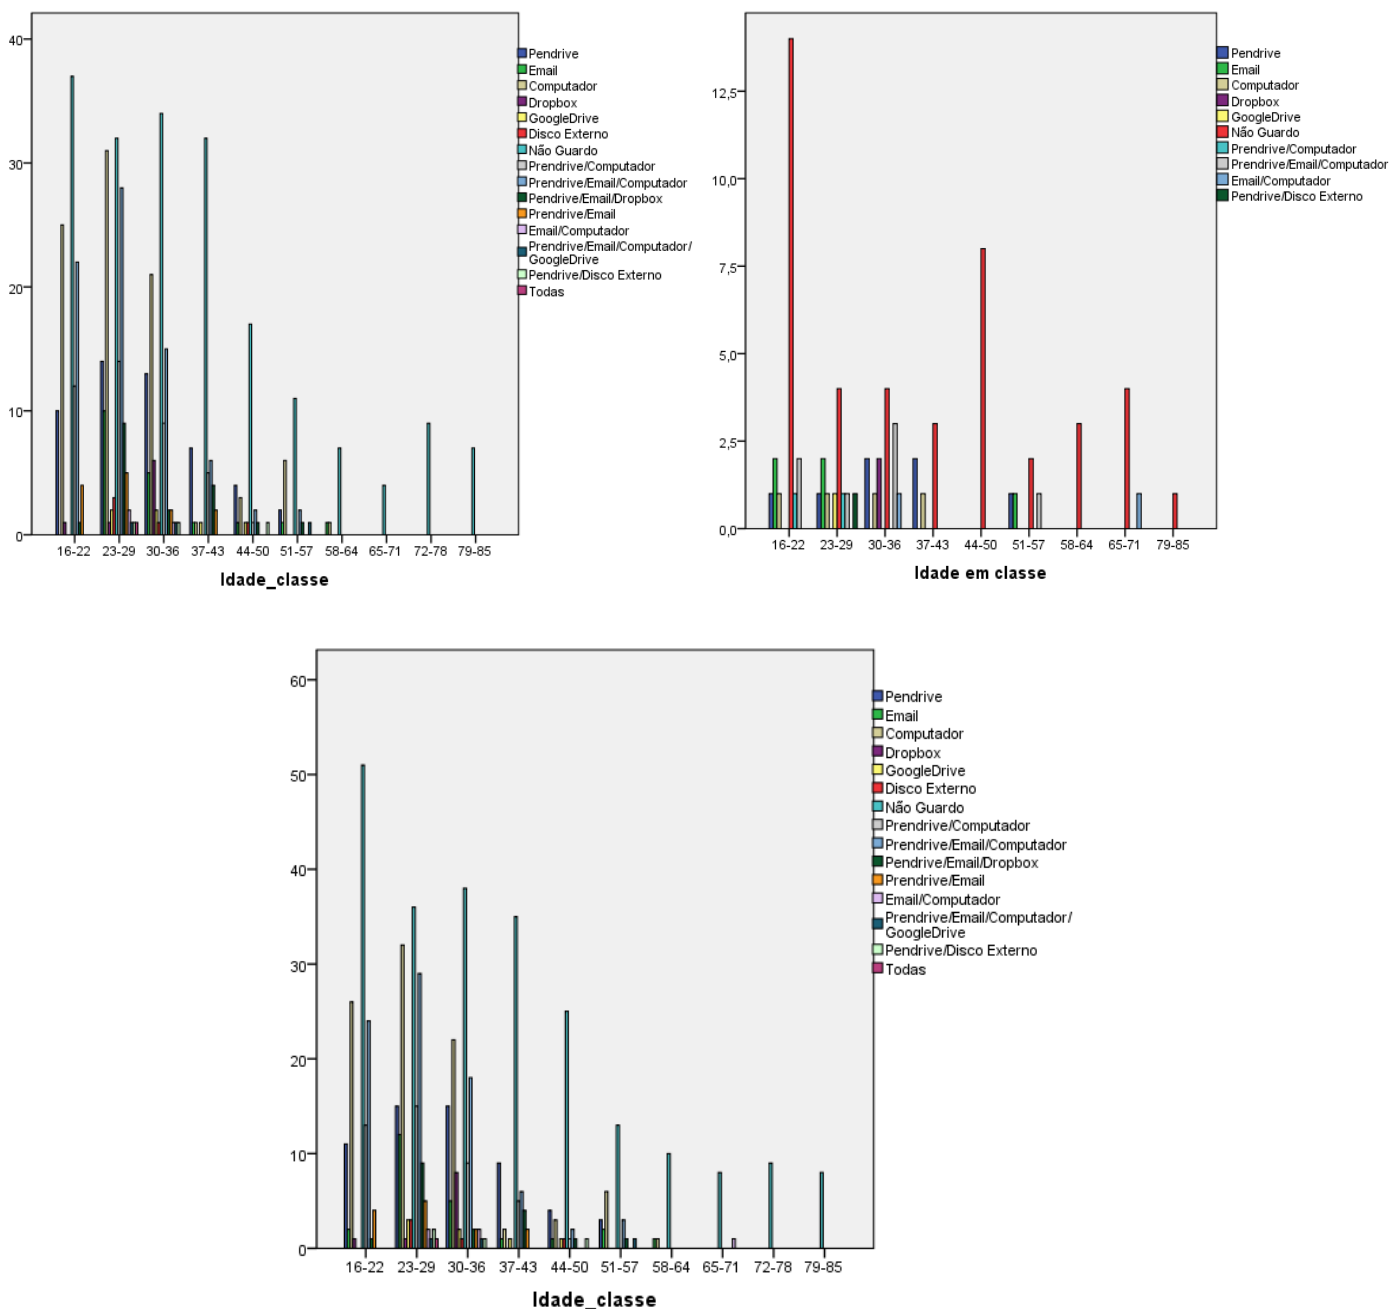 40
30
20
10
0
16-22 23-29 30-36 37-43 44-50 51-57 58-64 65-71 72-78 79-85
Idade_classe
Pendrive
Email
Computador
Dropbox
GoogleDrive
Disco Externo
Não Guardo
Prendrive/Computador
Prendrive/Email/Computador
Pendrive/Email/Dropbox
Prendrive/Email
Email/Computador
Prendrive/Email/Computador/
GoogleDrive
Pendrive/Disco Externo
Todas
12,5
10,0
7,5
5,0
2,5
0,0
16-22 23-29 30-36 37-43 44-50 51-57 58-64 65-71 79-85
Idade em classe
Pendrive
Email
Computador
Dropbox
GoogleDrive
Não Guardo
Prendrive/Computador
Prendrive/Email/Computador
Email/Computador
Pendrive/Disco Externo
60
50
40
30
20
10
0
16-22 23-29 30-36 37-43 44-50 51-57 58-64 65-71 72-78 79-85
Idade_classe
Pendrive
Email
Computador
Dropbox
GoogleDrive
Disco Externo
Não Guardo
Prendrive/Computador
Prendrive/Email/Computador
Pendrive/Email/Dropbox
Prendrive/Email
Email/Computador
Prendrive/Email/Computador/
GoogleDrive
Pendrive/Disco Externo
Todas